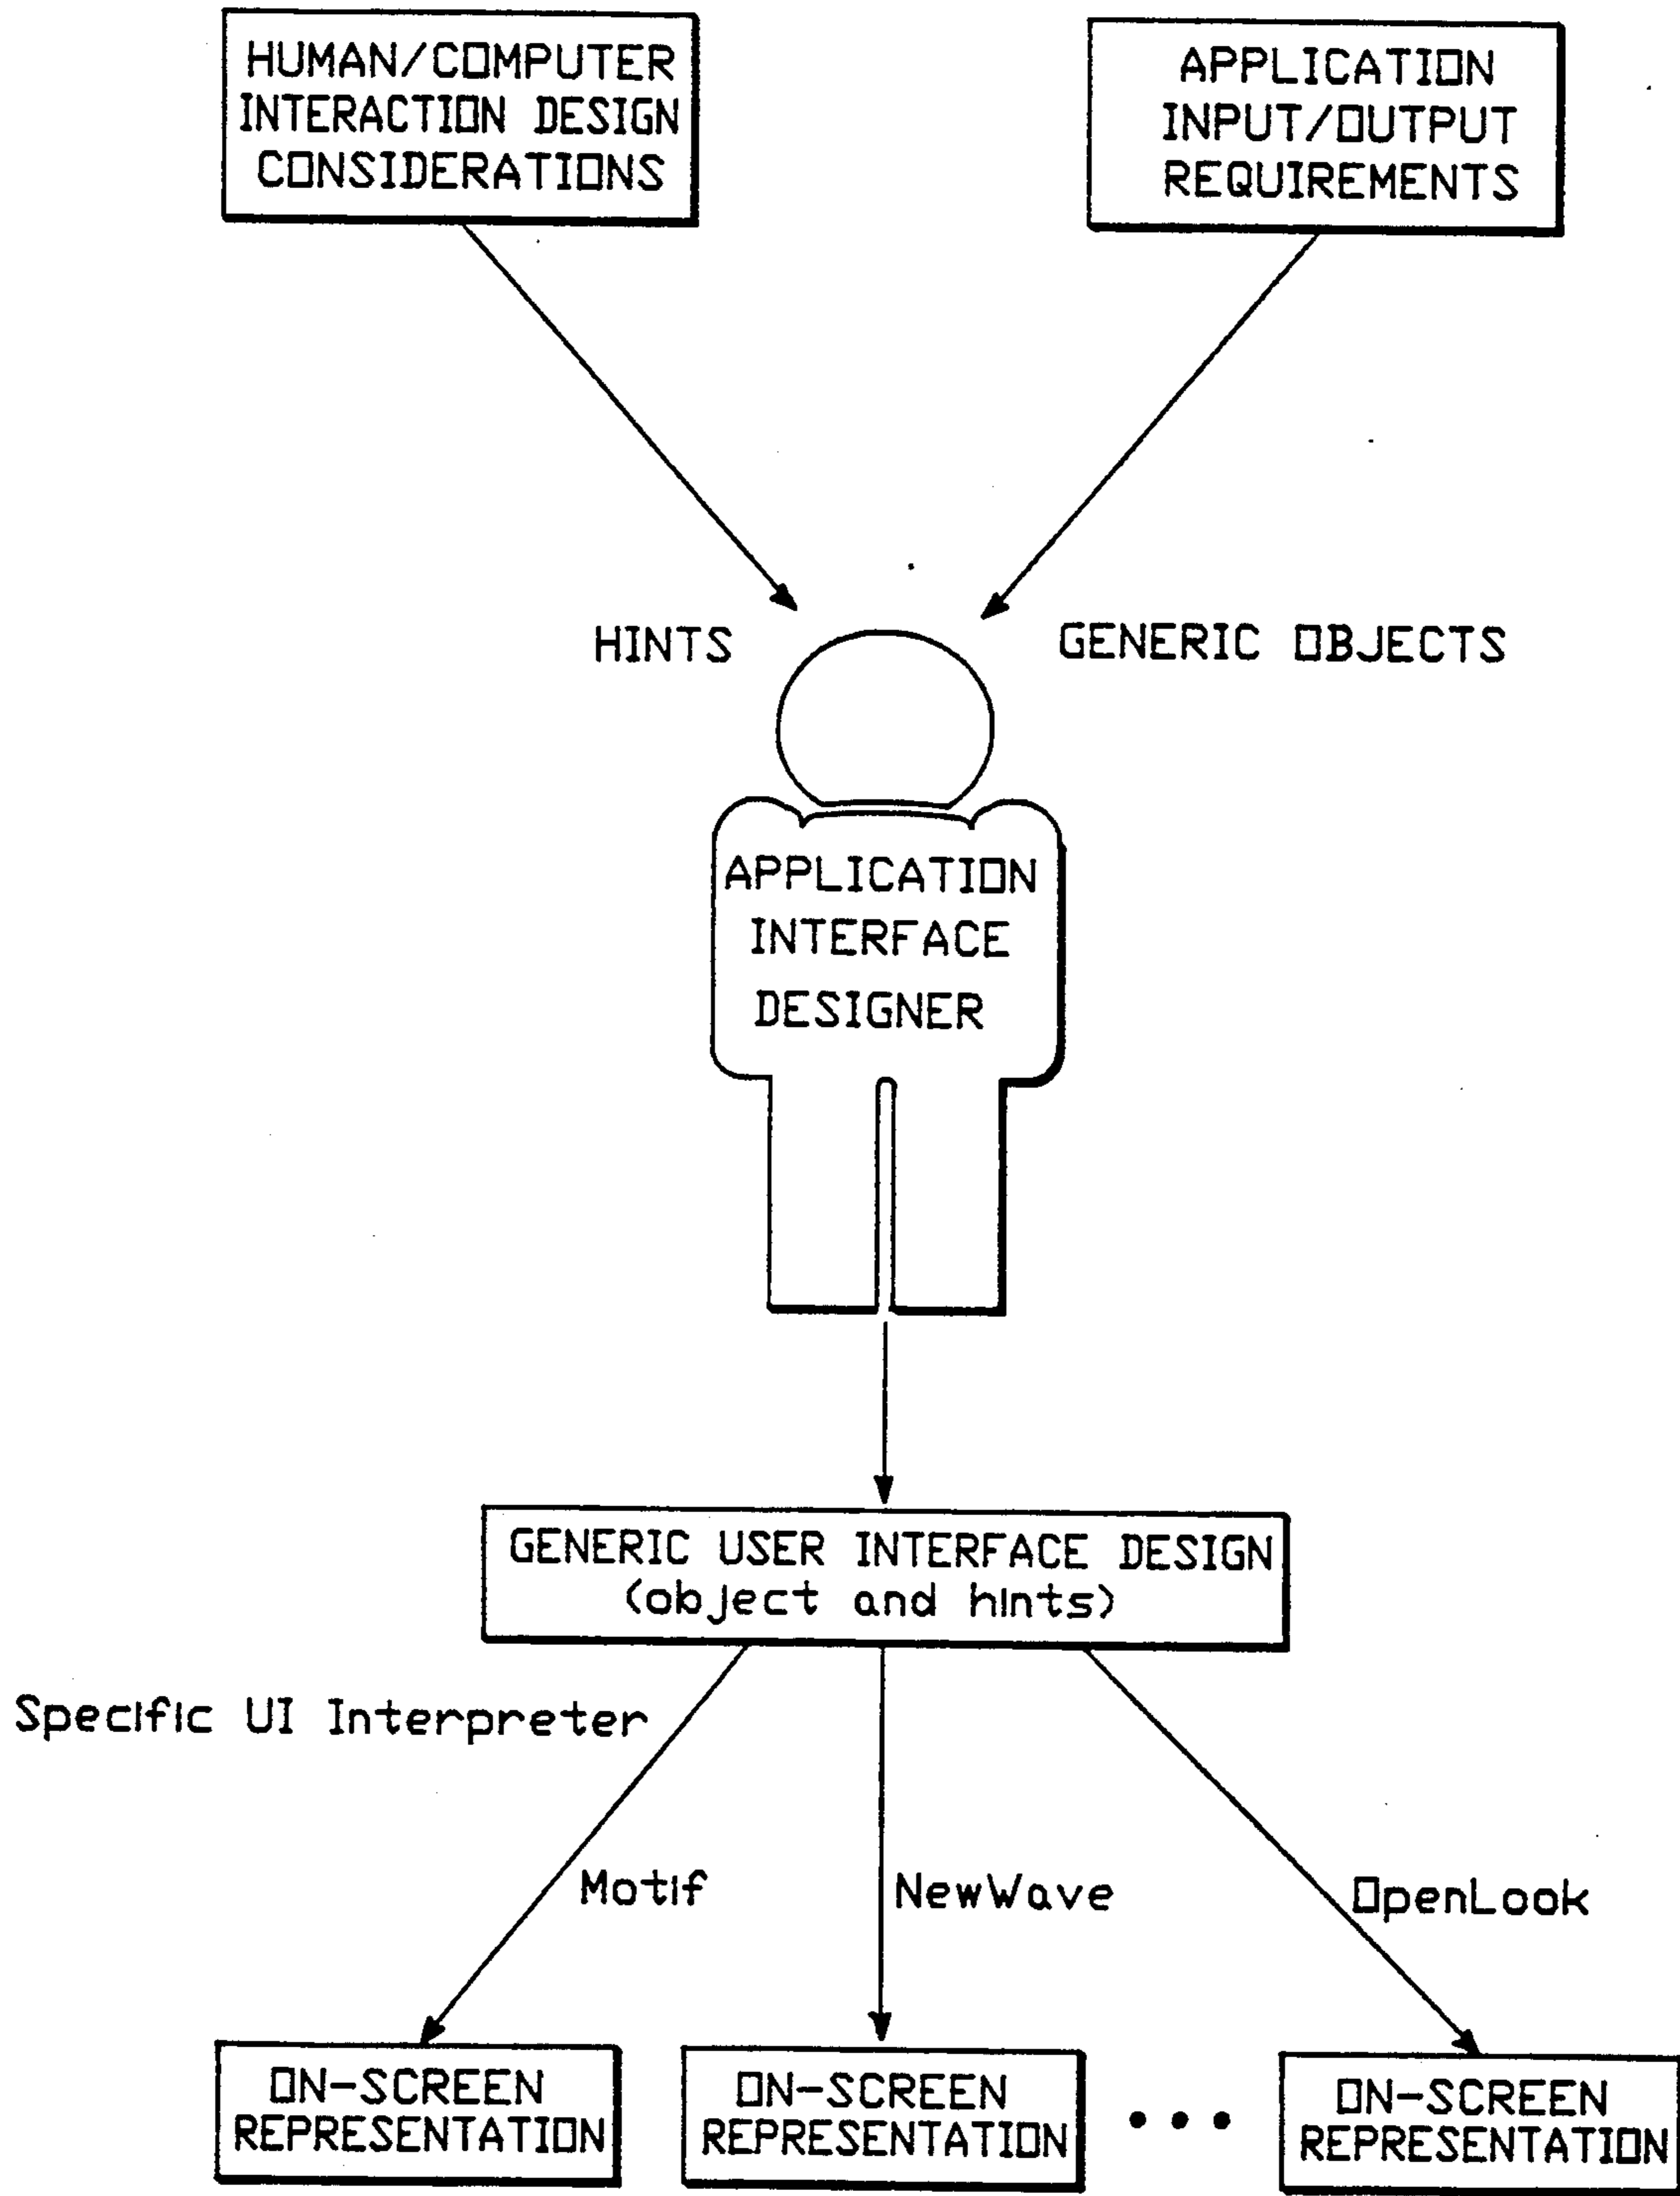 HUMAN/COMPUTER
INTERACTION DESIGN
CONSIDERATIONS
APPLICATION
INPUT/OUTPUT
REQUIREMENTS
HINTS
GENERIC OBJECTS
APPLICATION
INTERFACE
DESIGNER
GENERIC USER INTERFACE DESIGN
(object and hints)
Specific UI Interpreter
Motif
NewWave
OpenLook
ON-SCREEN
REPRESENTATION
ON-SCREEN
REPRESENTATION
• • •
ON-SCREEN
REPRESENTATION